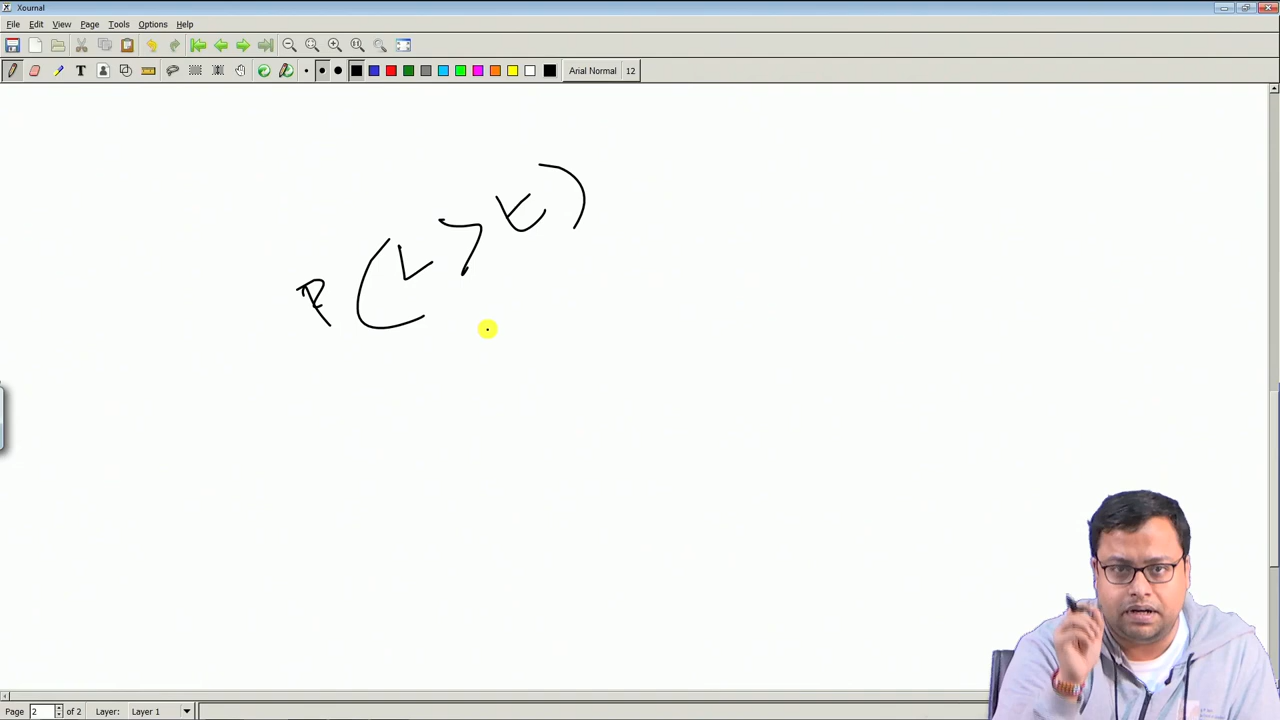 Xournal
File Edit View Page Tools Options Help
Arial Normal 12
P(L > t)
Page 2 of 2 Layer: Layer 1